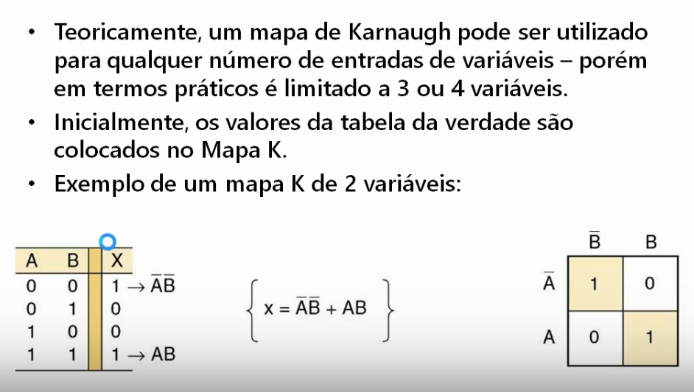 • Teoricamente, um mapa de Karnaugh pode ser utilizado
para qualquer número de entradas de variáveis – porém
em termos práticos é limitado a 3 ou 4 variáveis.
• Inicialmente, os valores da tabela da verdade são
colocados no Mapa K.
• Exemplo de um mapa K de 2 variáveis:
A B X
0 0 1 → A̅B̅
0 1 0
1 0 0
1 1 1 → AB
{ x = A̅B̅ + AB }
B̅ B
A̅ 1 0
A 0 1